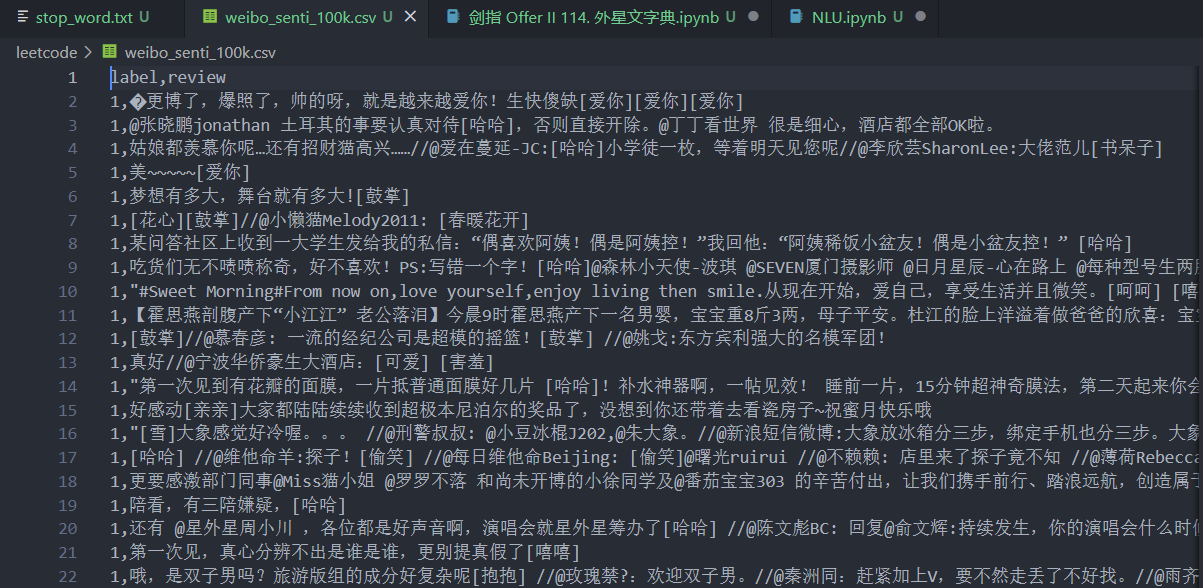 stop_word.txt U weibo_senti_100k.csv U 剑指 Offer II 114. 外星文字典.ipynb U NLU.ipynb U
leetcode > weibo_senti_100k.csv
1 label,review
2 1,�更博了，爆照了，帅的呀，就是越来越爱你！生快傻缺[爱你][爱你][爱你]
3 1,@张晓鹏jonathan 土耳其的事要认真对待[哈哈]，否则直接开除。@丁丁看世界 很是细心，酒店都全部OK啦。
4 1,姑娘都羡慕你呢…还有招财猫高兴……//@爱在蔓延-JC:[哈哈]小学徒一枚，等着明天见您呢//@李欣芸SharonLee:大佬范儿[书呆子]
5 1,美~~~~~[爱你]
6 1,梦想有多大，舞台就有多大![鼓掌]
7 1,[花心][鼓掌]//@小懒猫Melody2011: [春暖花开]
8 1,某问答社区上收到一大学生发给我的私信：“偶喜欢阿姨！偶是阿姨控！”我回他：“阿姨稀饭小盆友！偶是小盆友控！” [哈哈]
9 1,吃货们无不啧啧称奇，好不喜欢！PS:写错一个字！[哈哈]@森林小天使-波琪 @SEVEN厦门摄影师 @日月星辰-心在路上 @每种型号生两
10 1,"#Sweet Morning#From now on,love yourself,enjoy living then smile.从现在开始，爱自己，享受生活并且微笑。[呵呵] [嘻
11 1,【霍思燕剖腹产下“小江江” 老公落泪】今晨9时霍思燕产下一名男婴，宝宝重8斤3两，母子平安。杜江的脸上洋溢着做爸爸的欣喜：宝
12 1,[鼓掌]//@慕春彦: 一流的经纪公司是超模的摇篮！[鼓掌] //@姚戈:东方宾利强大的名模军团！
13 1,真好//@宁波华侨豪生大酒店：[可爱] [害羞]
14 1,"第一次见到有花瓣的面膜，一片抵普通面膜好几片 [哈哈]！补水神器啊，一帖见效！ 睡前一片，15分钟超神奇膜法，第二天起来你会
15 1,好感动[亲亲]大家都陆陆续续收到超极本尼泊尔的奖品了，没想到你还带着去看瓷房子~祝蜜月快乐哦
16 1,"[雪]大象感觉好冷喔。。。 //@刑警叔叔: @小豆冰棍J202,@朱大象。//@新浪短信微博:大象放冰箱分三步，绑定手机也分三步。大象
17 1,[哈哈] //@维他命羊:探子！[偷笑] //@每日维他命Beijing: [偷笑]@曙光ruirui //@不赖赖: 店里来了探子竟不知 //@薄荷Rebecca
18 1,更要感激部门同事@Miss猫小姐 @罗罗不落 和尚未开博的小徐同学及@番茄宝宝303 的辛苦付出，让我们携手前行、踏浪远航，创造属于
19 1,陪看，有三陪嫌疑，[哈哈]
20 1,还有 @星外星周小川 ，各位都是好声音啊，演唱会就星外星筹办了[哈哈] //@陈文彪BC: 回复@俞文辉:持续发生，你的演唱会什么时
21 1,第一次见，真心分辨不出是谁是谁，更别提真假了[嘻嘻]
22 1,哦，是双子男吗？旅游版组的成分好复杂呢[抱抱] //@玫瑰禁?：欢迎双子男。//@秦洲同：赶紧加上V，要不然走丢了不好找。//@雨齐